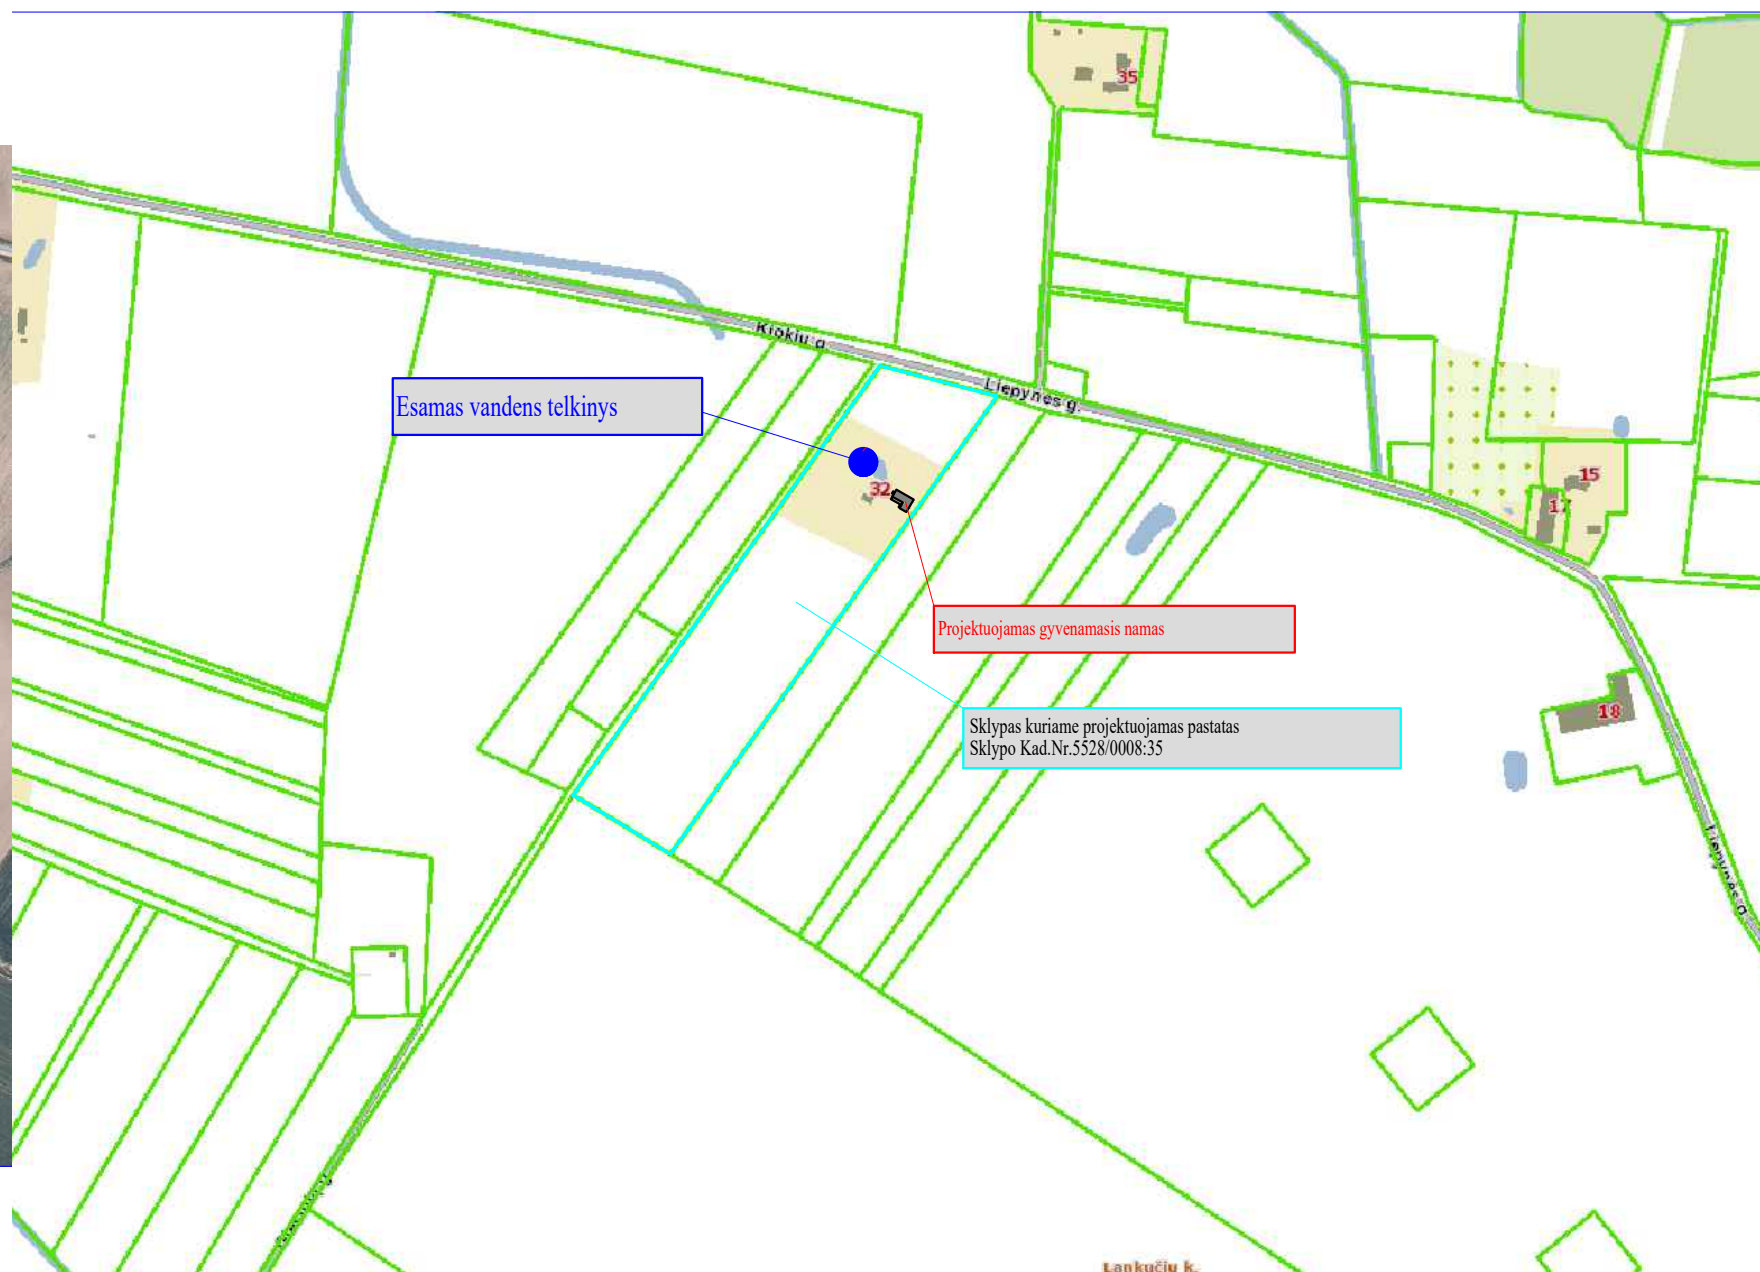 35
Krokių g.
Liepynės g.
Esamas vandens telkinys
32
15
17
Projektuojamas gyvenamasis namas
18
Sklypas kuriame projektuojamas pastatas
Sklypo Kad.Nr.5528/0008:35
Liepynės g.
Lankučių k.